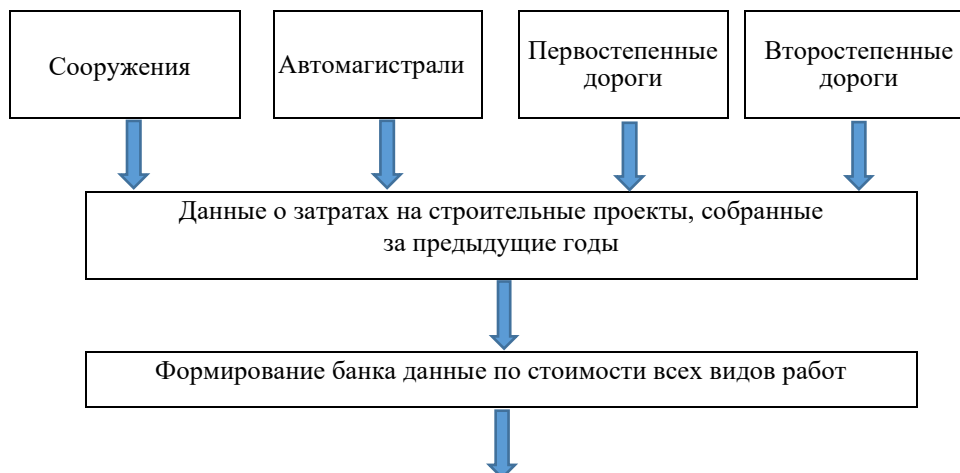 Сооружения
Автомагистрали
Первостепенные
дороги
Второстепенные
дороги
Данные о затратах на строительные проекты, собранные
за предыдущие годы
Формирование банка данные по стоимости всех видов работ